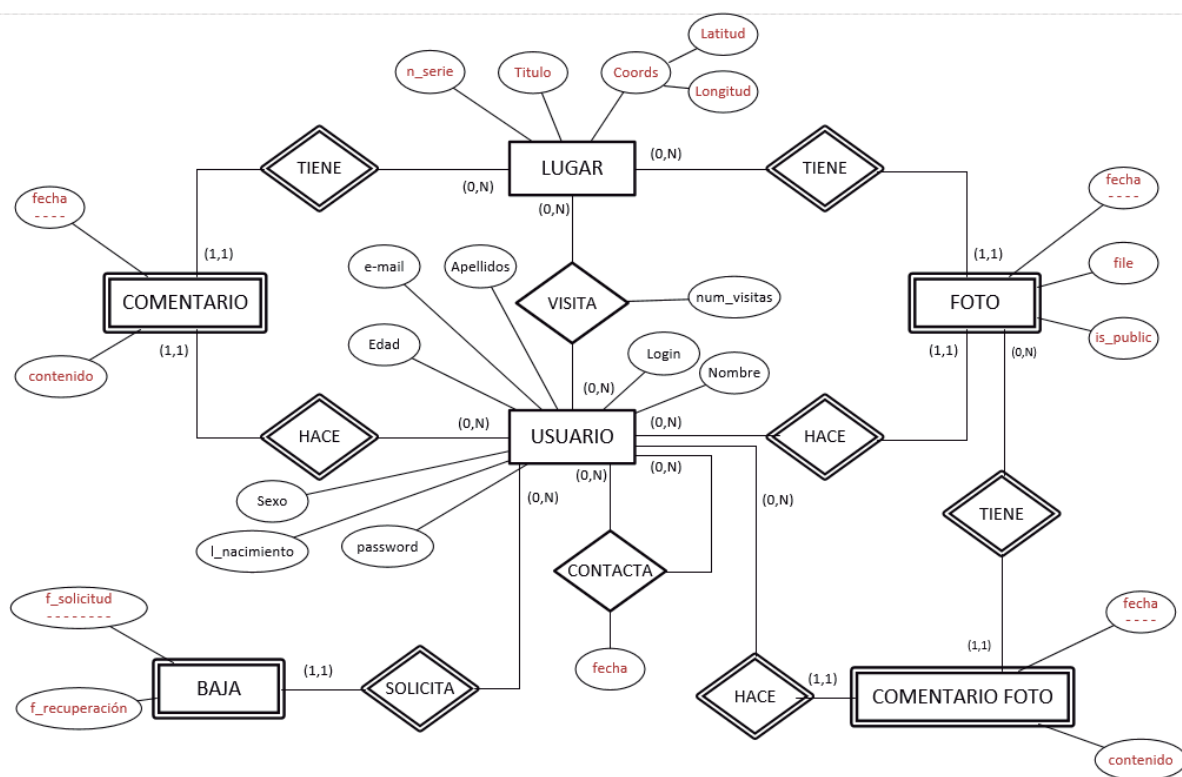 Latitud
n_serie
Titulo
Coords
Longitud
TIENE
LUGAR
(0,N)
TIENE
(0,N)
(0,N)
fecha
----
fecha
----
(1,1)
e-mail
Apellidos
(1,1)
file
COMENTARIO
VISITA
num_visitas
FOTO
(1,1)
Edad
Login
(1,1)
(0,N)
is_public
contenido
Nombre
(0,N)
(0,N)
USUARIO
(0,N)
HACE
HACE
(0,N)
(0,N)
(0,N)
(0,N)
Sexo
TIENE
l_nacimiento
password
CONTACTA
f_solicitud
--------
fecha
----
(1,1)
(1,1)
fecha
(1,1)
BAJA
SOLICITA
HACE
COMENTARIO FOTO
f_recuperación
contenido